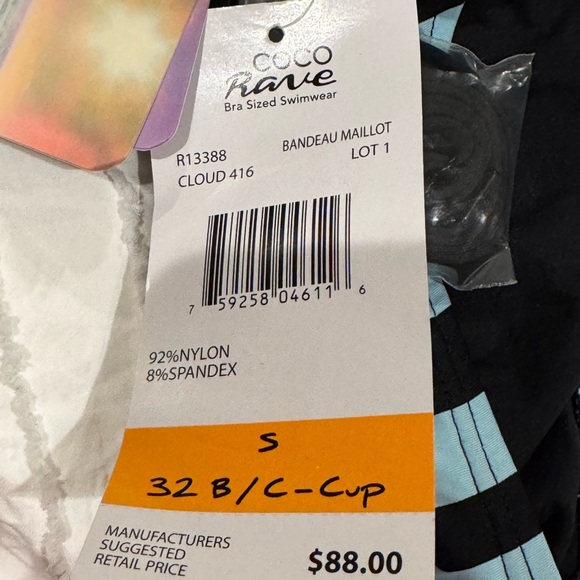 COCO
Rave
Bra Sized Swimwear
R13388 BANDEAU MAILLOT
CLOUD 416 LOT 1
7 59258 04611 6
92%NYLON
8%SPANDEX
S
32 B/C-Cup
MANUFACTURERS
SUGGESTED
RETAIL PRICE $88.00